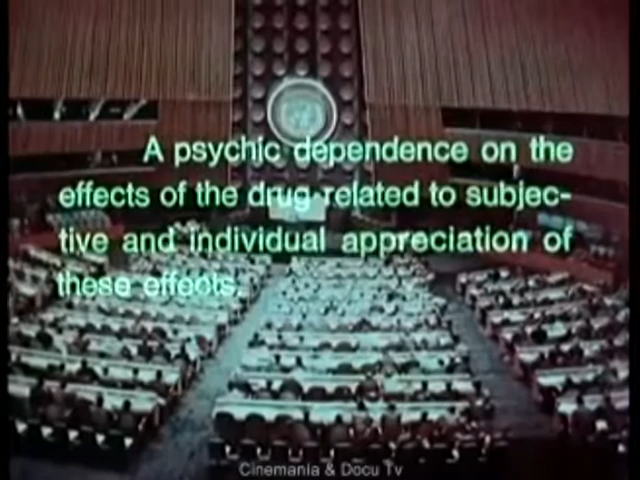 A psychic dependence on the
effects of the drug related to subjec-
tive and individual appreciation of
these effects.
Cinemania & Docu Tv